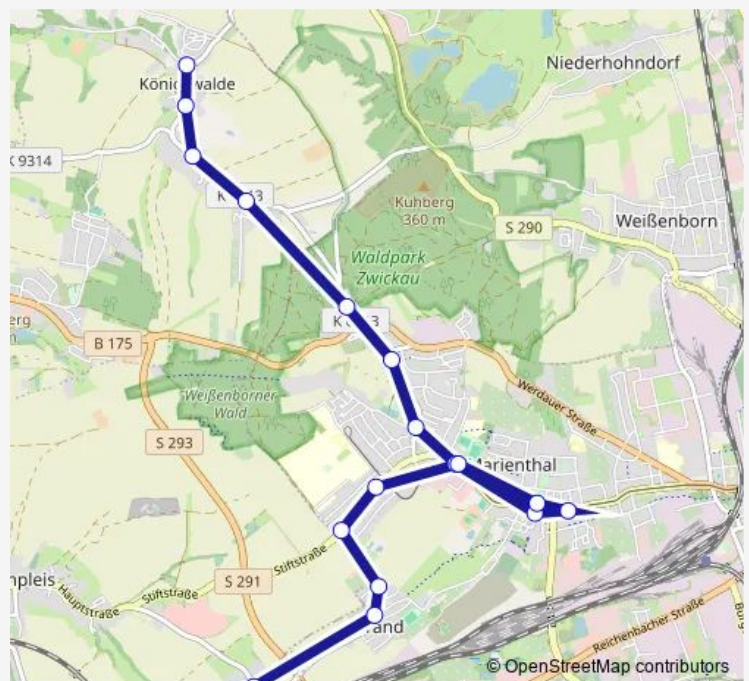 Niederhohndorf
K 9314
Kuhberg
360 m
S 290
Weißenborn
Waldpark
Zwickau
B 175
Weißenborner
Wald
Werdauer Straße
S 293
Marienthal
Stiftstraße
S 291
Hauptstraße
Stiftstraße
Reichenbacher Straße
© OpenStreetMap contributors